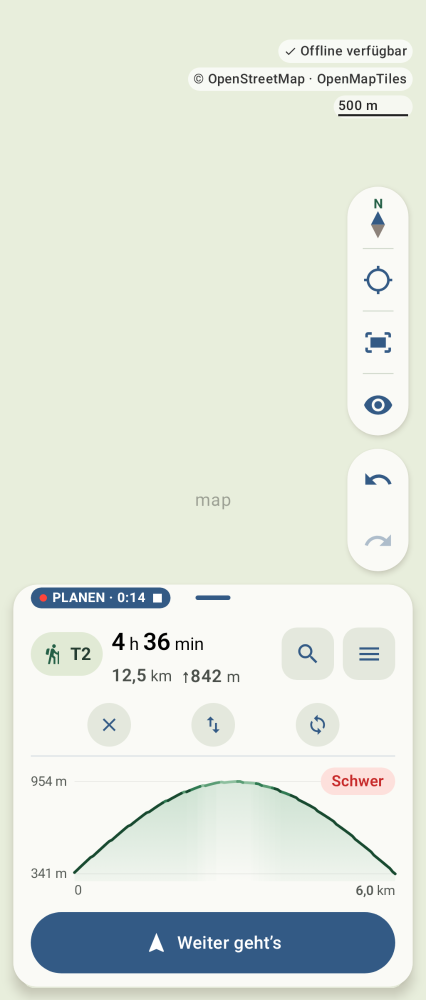 Offline verfügbar
© OpenStreetMap · OpenMapTiles
500 m
N
map
PLANEN · 0:14
T2
4 h 36 min
12,5 km ↑842 m
954 m
Schwer
341 m
0
6,0 km
Weiter geht's